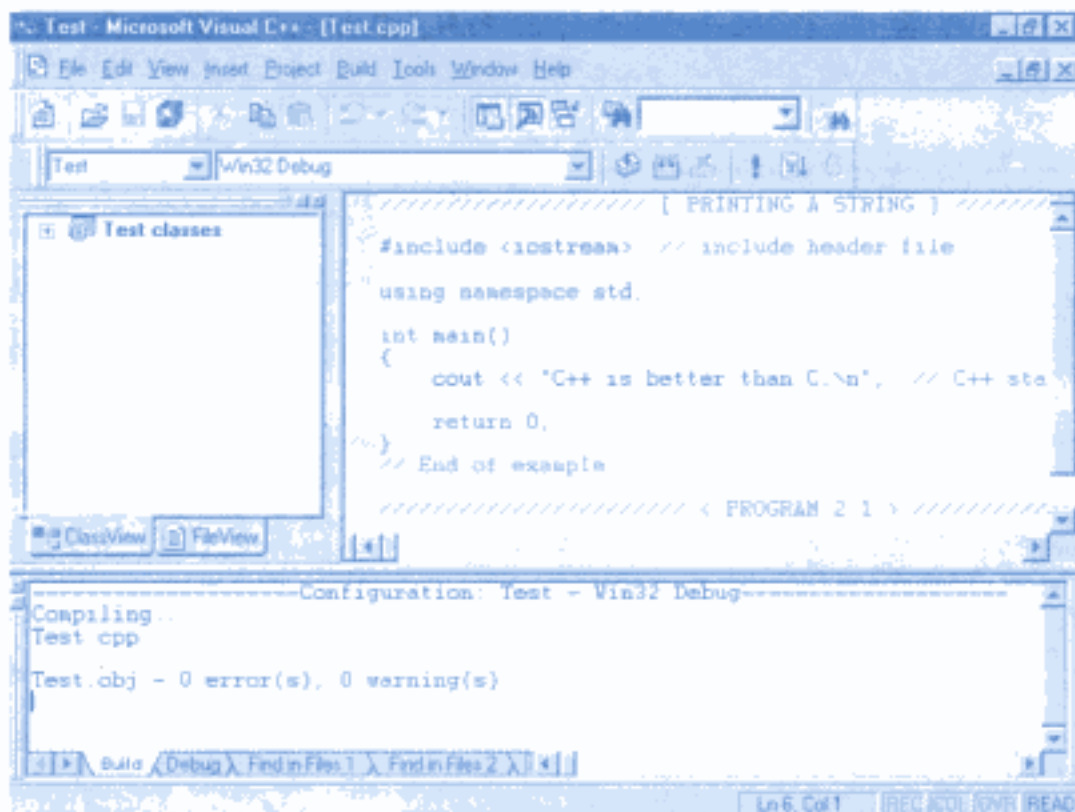 Test - Microsoft Visual C++ - [Test.cpp]
File Edit View Insert Project Build Tools Window Help
Test Win32 Debug
Test classes
//////////////////// [ PRINTING A STRING ] ///////
#include <iostream> // include header file
using namespace std;
int main()
{
cout << "C++ is better than C.\n"; // C++ sta
return 0;
}
// End of example
/////////////////////// < PROGRAM 2.1 > //////////
ClassView FileView
--------------------Configuration: Test - Win32 Debug--------------------
Compiling...
Test.cpp
Test.obj - 0 error(s), 0 warning(s)
Build Debug Find in Files 1 Find in Files 2
Ln 6, Col 1 REC COL OVR READ